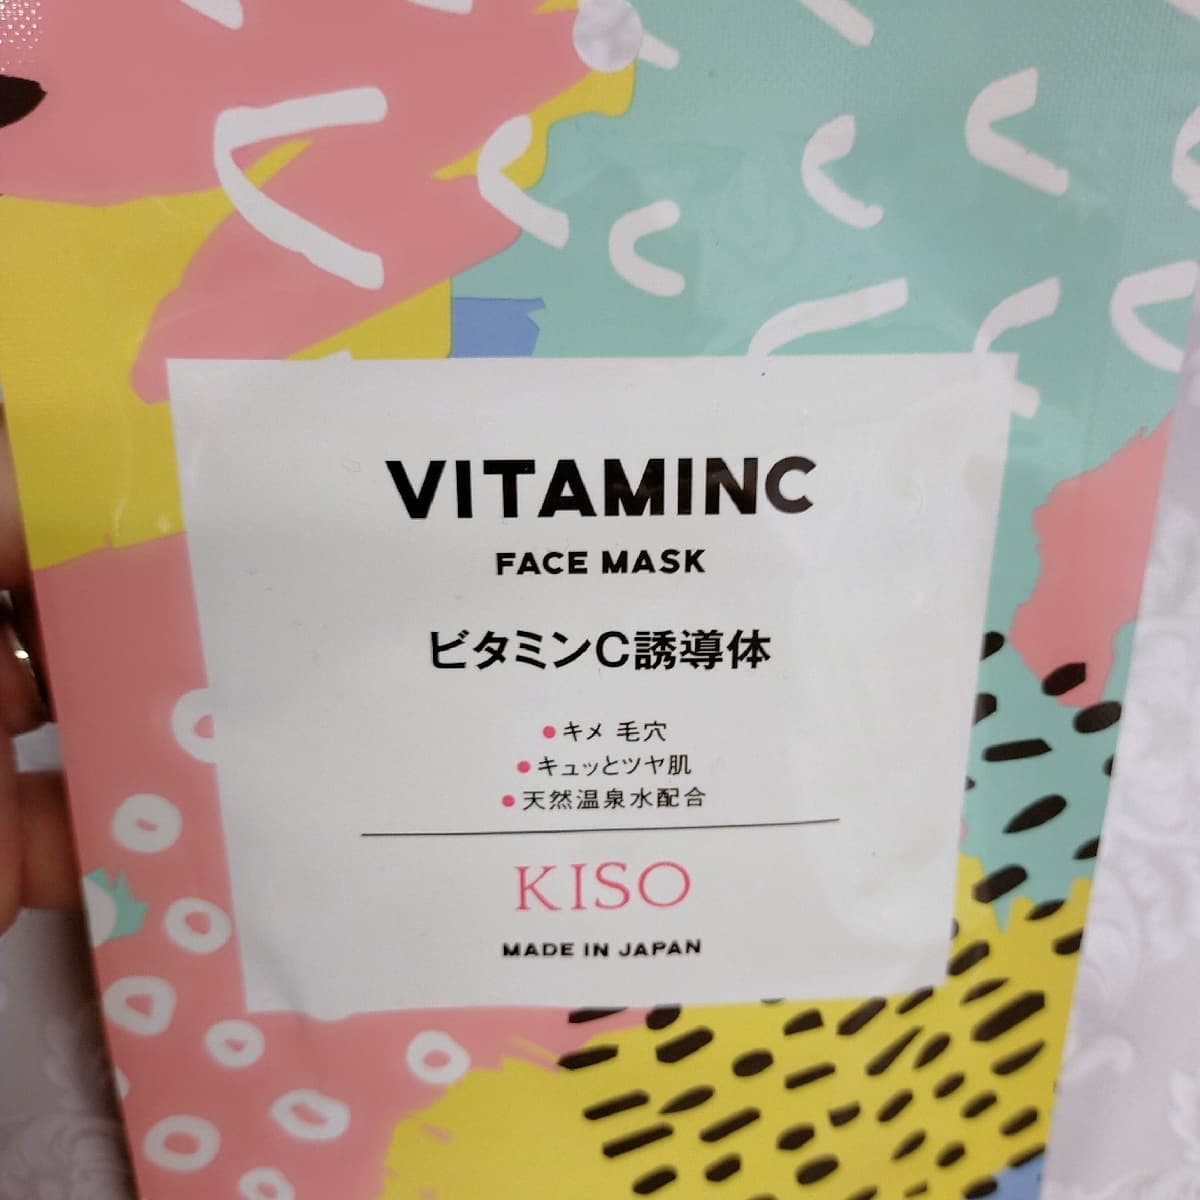 VITAMINC
FACE MASK
ビタミンC誘導体
●キメ 毛穴
●キュッとツヤ肌
●天然温泉水配合
KISO
MADE IN JAPAN